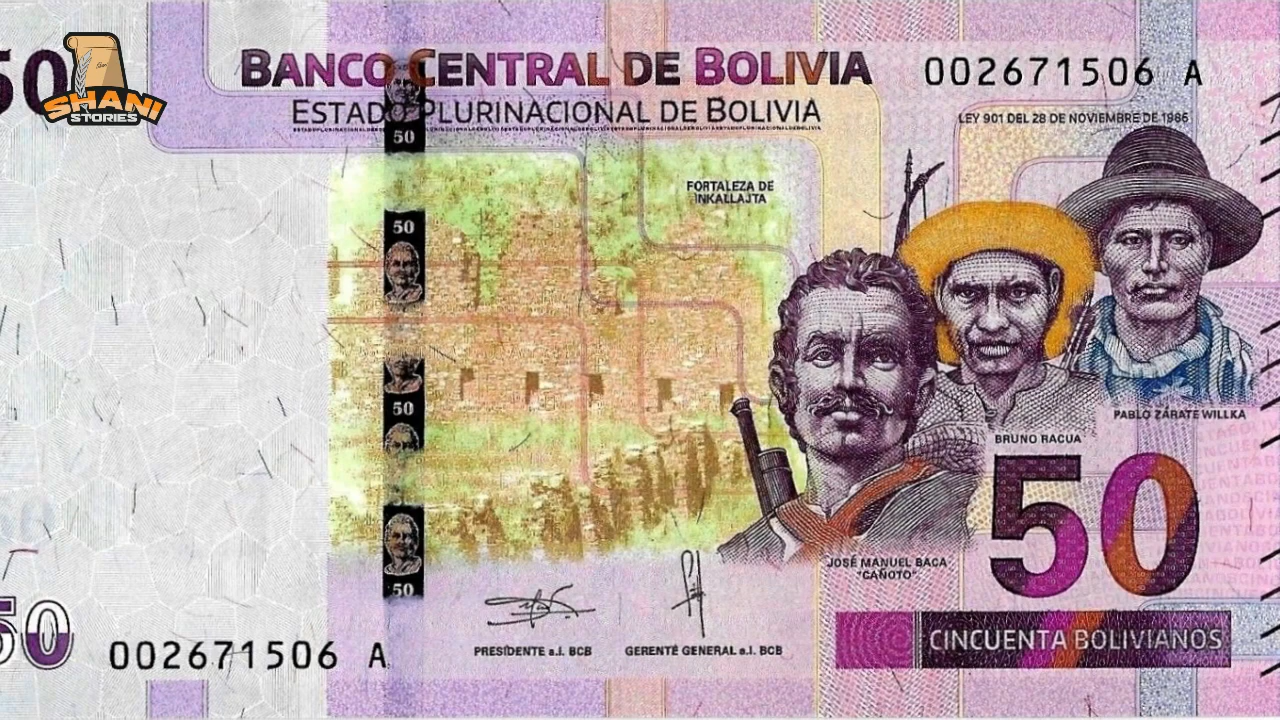 50
SHANI
STORIES
BANCO CENTRAL DE BOLIVIA
ESTADO PLURINACIONAL DE BOLIVIA
002671506 A
LEY 901 DEL 28 DE NOVIEMBRE DE 1986
50
FORTALEZA DE
INKALLAJTA
50
50
BRUNO RACUA
PABLO ZÁRATE WILLKA
50
JOSÉ MANUEL BACA
"CAÑOTO"
50
PRESIDENTE a.i. BCB
GERENTE GENERAL a.i. BCB
50
002671506 A
CINCUENTA BOLIVIANOS